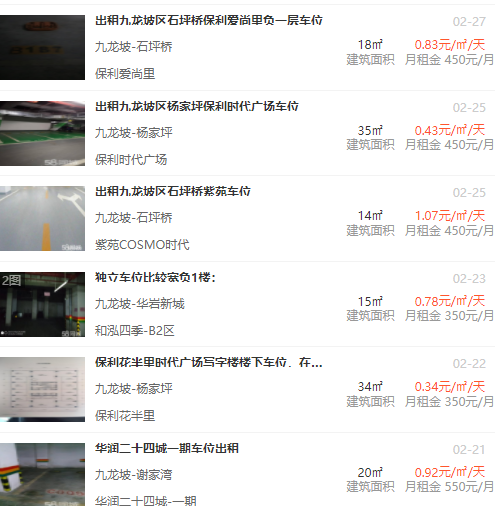 出租九龙坡区石坪桥保利爱尚里负一层车位
02-27
九龙坡-石坪桥
18㎡
0.83元/㎡/天
建筑面积
月租金 450元/月
保利爱尚里
出租九龙坡区杨家坪保利时代广场车位
02-25
九龙坡-杨家坪
35㎡
0.43元/㎡/天
建筑面积
月租金 450元/月
保利时代广场
出租九龙坡区石坪桥紫苑车位
02-25
九龙坡-石坪桥
14㎡
1.07元/㎡/天
建筑面积
月租金 450元/月
紫苑COSMO时代
2图
独立车位比较宽负1楼：
02-23
九龙坡-华岩新城
15㎡
0.78元/㎡/天
建筑面积
月租金 350元/月
和泓四季-B2区
保利花半里时代广场写字楼楼下车位，在...
02-22
九龙坡-杨家坪
34㎡
0.34元/㎡/天
建筑面积
月租金 350元/月
保利花半里
华润二十四城一期车位出租
02-21
九龙坡-谢家湾
20㎡
0.92元/㎡/天
建筑面积
月租金 550元/月
华润二十四城-一期